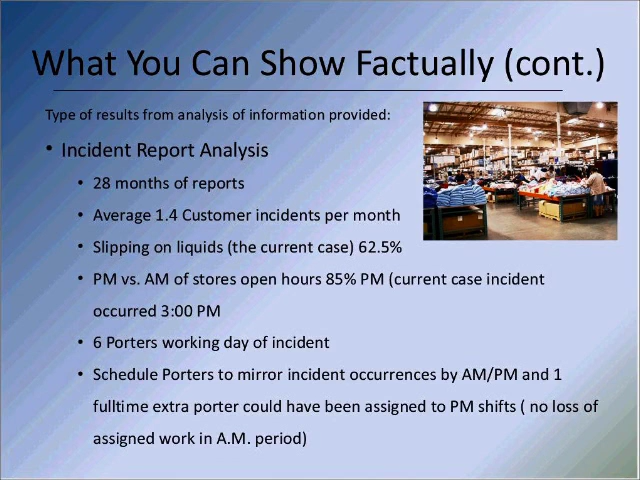 What You Can Show Factually (cont.)
Type of results from analysis of information provided:
• Incident Report Analysis
• 28 months of reports
• Average 1.4 Customer incidents per month
• Slipping on liquids (the current case) 62.5%
• PM vs. AM of stores open hours 85% PM (current case incident
occurred 3:00 PM
• 6 Porters working day of incident
• Schedule Porters to mirror incident occurrences by AM/PM and 1
fulltime extra porter could have been assigned to PM shifts ( no loss of
assigned work in A.M. period)